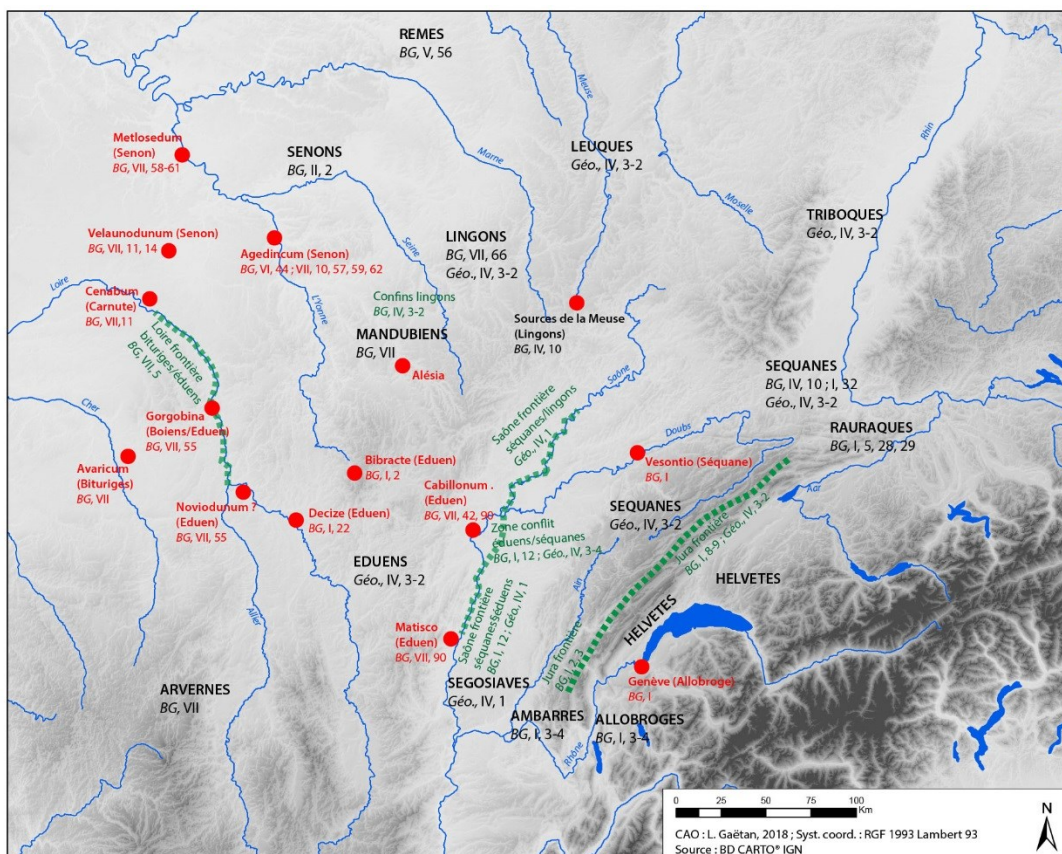 REMES
BG, V, 56
Meuse
Metlosedum
(Senon)
BG, VII, 58-61
SENONS
BG, II, 2
Marne
LEUQUES
Géo., IV, 3-2
Rhin
Moselle
TRIBOQUES
Géo., IV, 3-2
Velaunodunum (Senon)
BG, VII, 11, 14
Agedincum (Senon)
BG, VI, 44 ; VII, 10, 57, 59, 62
Seine
LINGONS
BG, VII, 66
Géo., IV, 3-2
Loire
Cenabum
(Carnute)
BG, VII,11
L'Yonne
Confins lingons
BG, IV, 3-2
Sources de la Meuse
(Lingons)
BG, IV, 10
Loire frontière
bituriges/éduens
BG, VII, 5
MANDUBIENS
BG, VII
Alésia
Saône
SEQUANES
BG, IV, 10 ; I, 32
Géo., IV, 3-2
Cher
Gorgobina
(Boiens/Eduen)
BG, VII, 55
Saône frontière
séquanes/lingons
Géo., IV, 1
Doubs
RAURAQUES
BG, I, 5, 28, 29
Avaricum
(Bituriges)
BG, VII
Bibracte (Eduen)
BG, I, 2
Vesontio (Séquane)
BG, I
Noviodunum ?
(Eduen)
BG, VII, 55
Decize (Eduen)
BG, I, 22
Cabillonum .
(Eduen)
BG, VII, 42, 90
SEQUANES
Géo., IV, 3-2
Aar
Zone conflit
éduens/séquanes
BG, I, 12 ; Géo., IV, 3-4
Jura frontière
BG, I, 8-9 ; Géo., IV, 3-2
EDUENS
Géo., IV, 3-2
Ain
HELVETES
HELVETES
Allier
Matisco
(Eduen)
BG, VII, 90
Saône frontière
séquanes/éduens
BG, I, 12 ; Géo., IV, 1
Jura frontière
BG, I, 2, 3
Genève (Allobroge)
BG, I
ARVERNES
BG, VII
SEGOSIAVES
Géo., IV, 1
AMBARRES
BG, I, 3-4
ALLOBROGES
BG, I, 3-4
Rhône
0 25 50 75 100
Km
N
CAO : L. Gaëtan, 2018 ; Syst. coord. : RGF 1993 Lambert 93
Source : BD CARTO® IGN